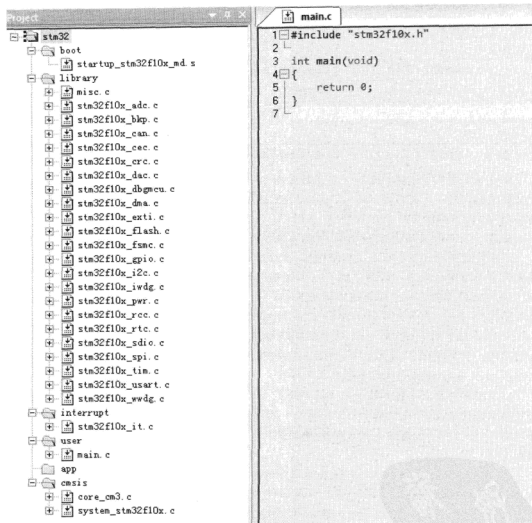 Project
stm32
boot
startup_stm32f10x_md.s
library
misc.c
stm32f10x_adc.c
stm32f10x_bkp.c
stm32f10x_can.c
stm32f10x_cec.c
stm32f10x_crc.c
stm32f10x_dac.c
stm32f10x_dbgmcu.c
stm32f10x_dma.c
stm32f10x_exti.c
stm32f10x_flash.c
stm32f10x_fsmc.c
stm32f10x_gpio.c
stm32f10x_i2c.c
stm32f10x_iwdg.c
stm32f10x_pwr.c
stm32f10x_rcc.c
stm32f10x_rtc.c
stm32f10x_sdio.c
stm32f10x_spi.c
stm32f10x_tim.c
stm32f10x_usart.c
stm32f10x_wwdg.c
interrupt
stm32f10x_it.c
user
main.c
app
cmsis
core_cm3.c
system_stm32f10x.c
main.c
1 #include "stm32f10x.h"
2
3 int main(void)
4 {
5 return 0;
6 }
7